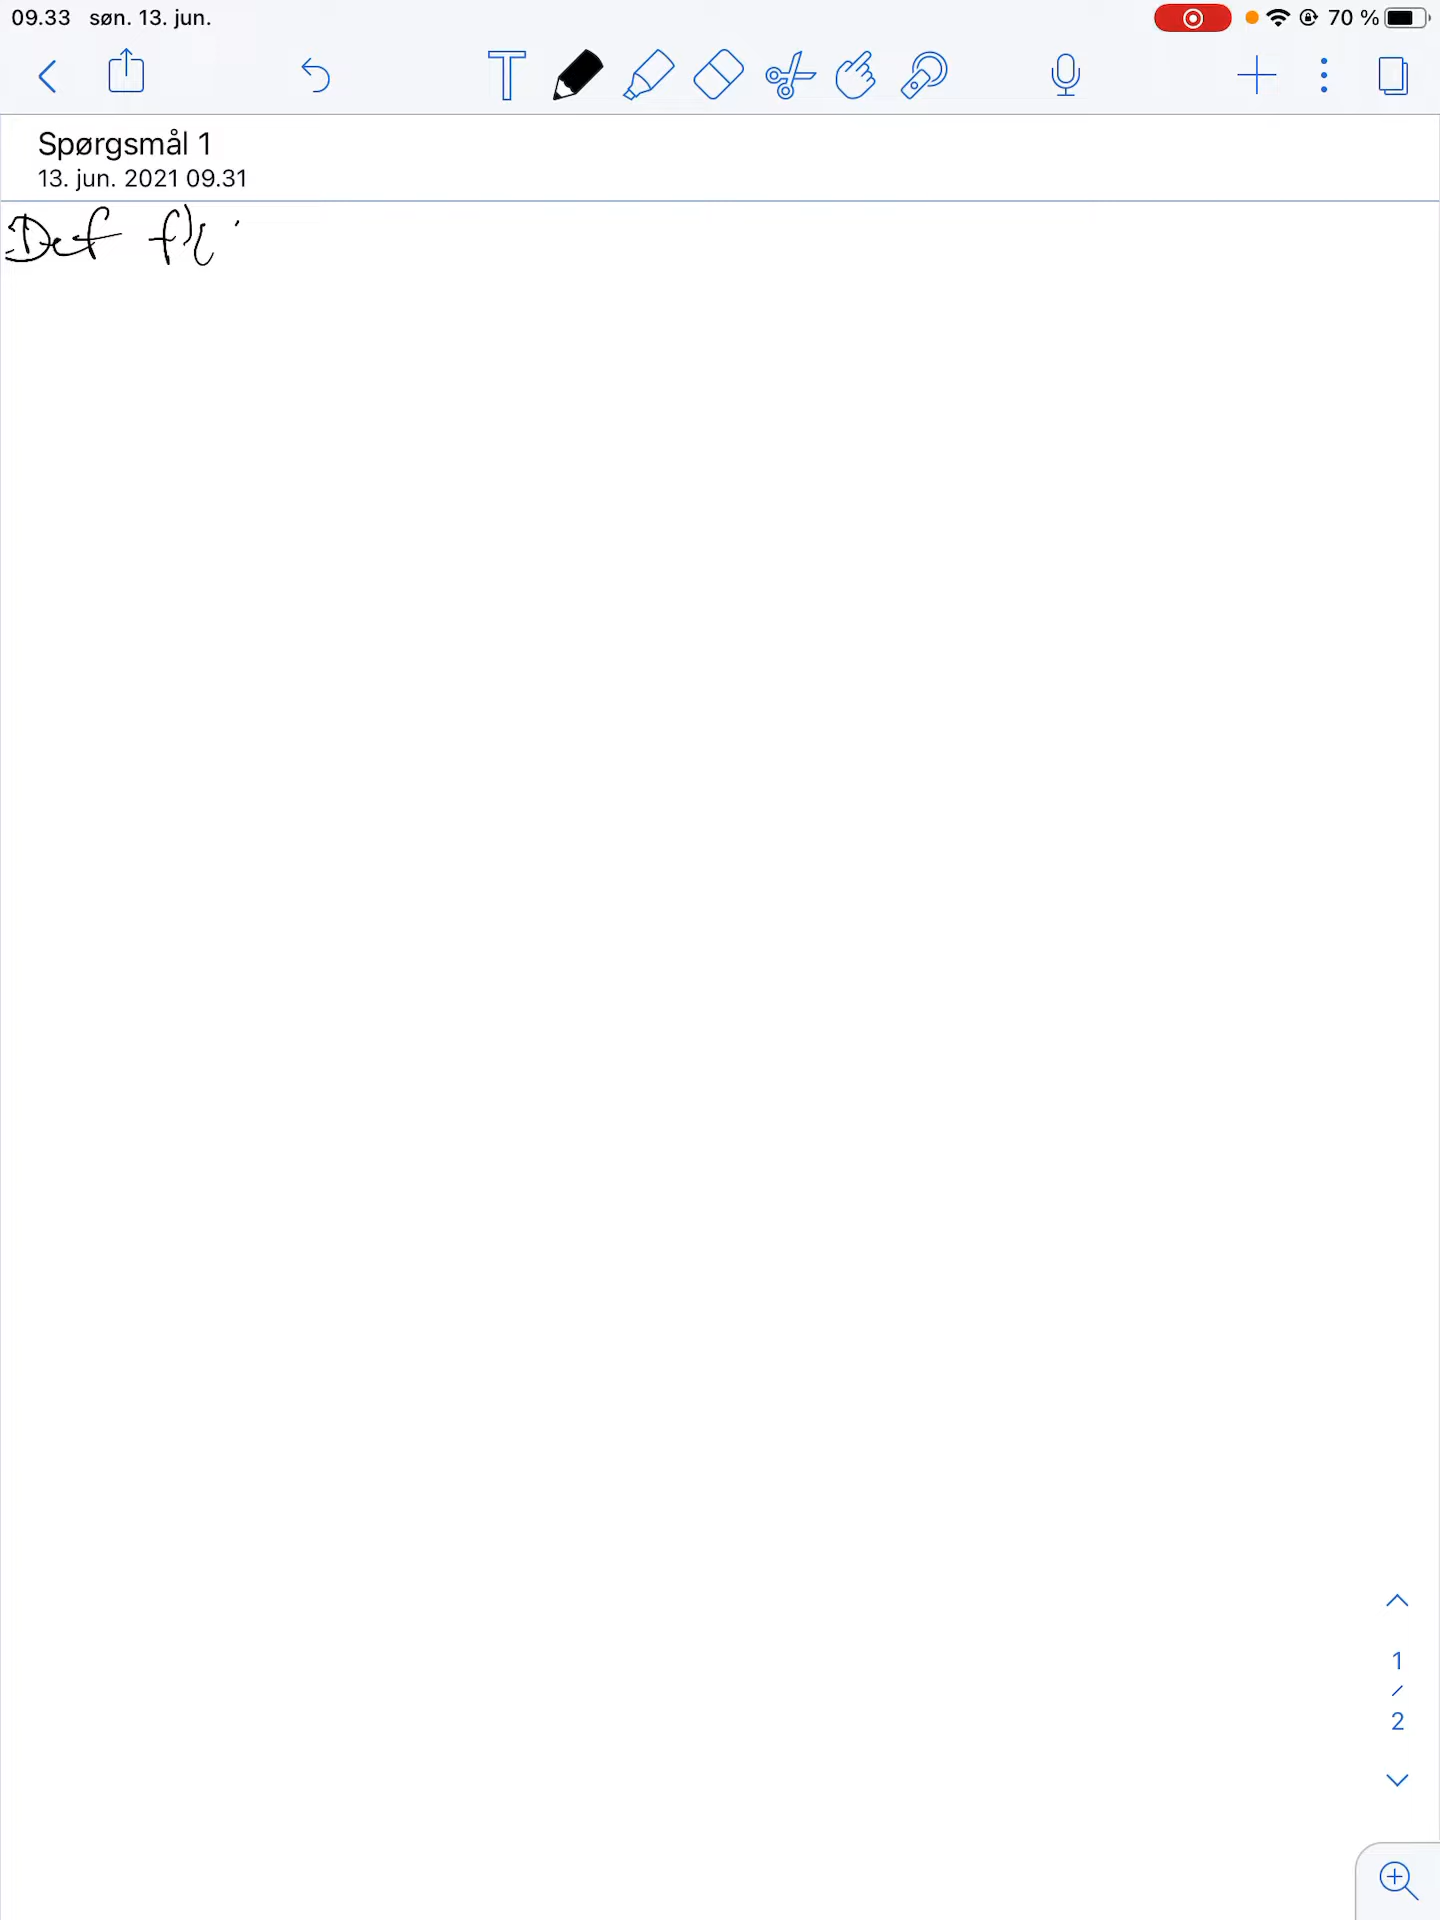 09.33 søn. 13. jun. 70 %
T
Spørgsmål 1
13. jun. 2021 09.31
Def
1
/
2